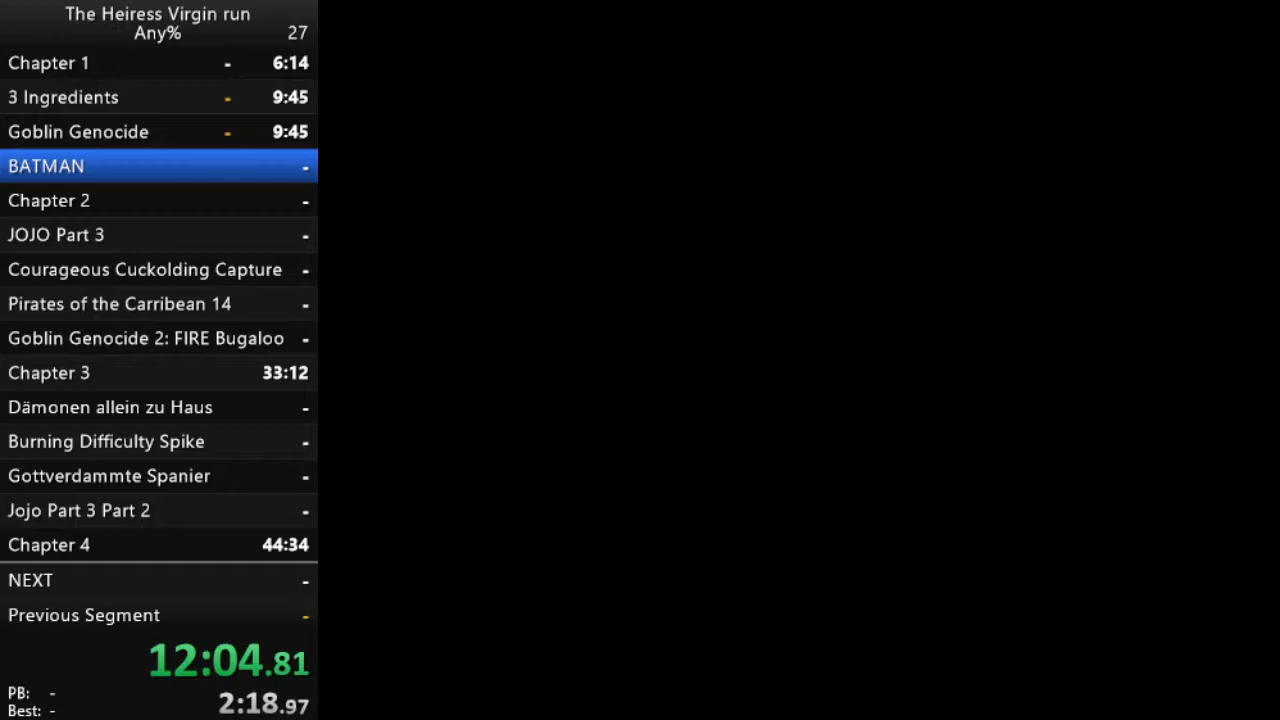 The Heiress Virgin run
Any% 27
Chapter 1 - 6:14
3 Ingredients - 9:45
Goblin Genocide - 9:45
BATMAN -
Chapter 2 -
JOJO Part 3 -
Courageous Cuckolding Capture -
Pirates of the Carribean 14 -
Goblin Genocide 2: FIRE Bugaloo -
Chapter 3 33:12
Dämonen allein zu Haus -
Burning Difficulty Spike -
Gottverdammte Spanier -
Jojo Part 3 Part 2 -
Chapter 4 44:34
NEXT -
Previous Segment -
12:04.81
PB: -
Best: - 2:18.97